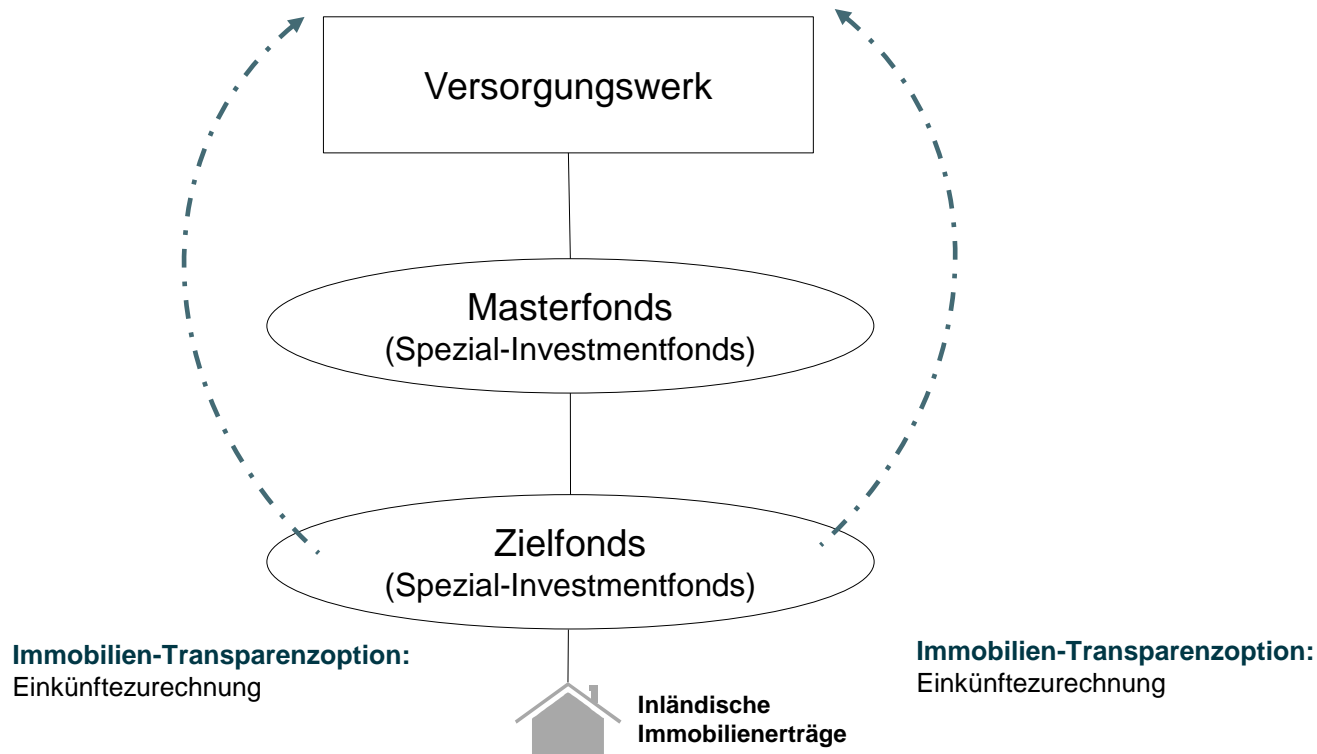 Versorgungswerk
Masterfonds
(Spezial-Investmentfonds)
Zielfonds
(Spezial-Investmentfonds)
Immobilien-Transparenzoption:
Einkünftezurechnung
Immobilien-Transparenzoption:
Einkünftezurechnung
Inländische
Immobilienerträge